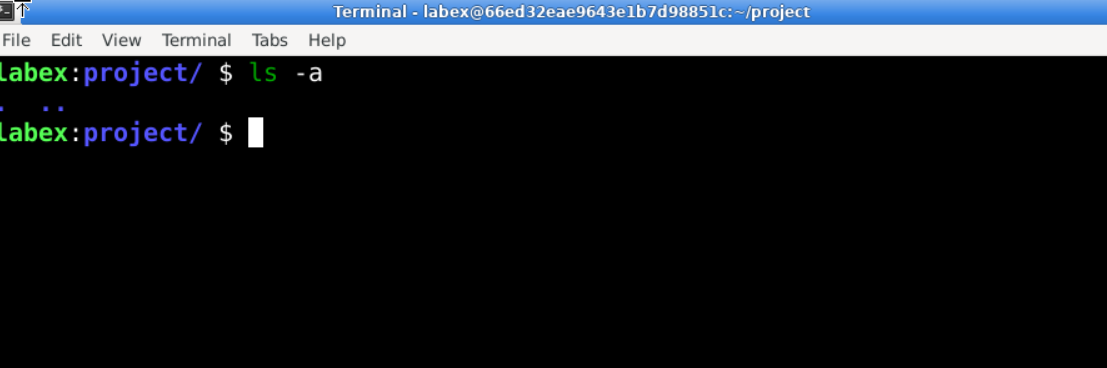 Terminal - labex@66ed32eae9643e1b7d98851c:~/project
File Edit View Terminal Tabs Help
labex:project/ $ ls -a
. ..
labex:project/ $